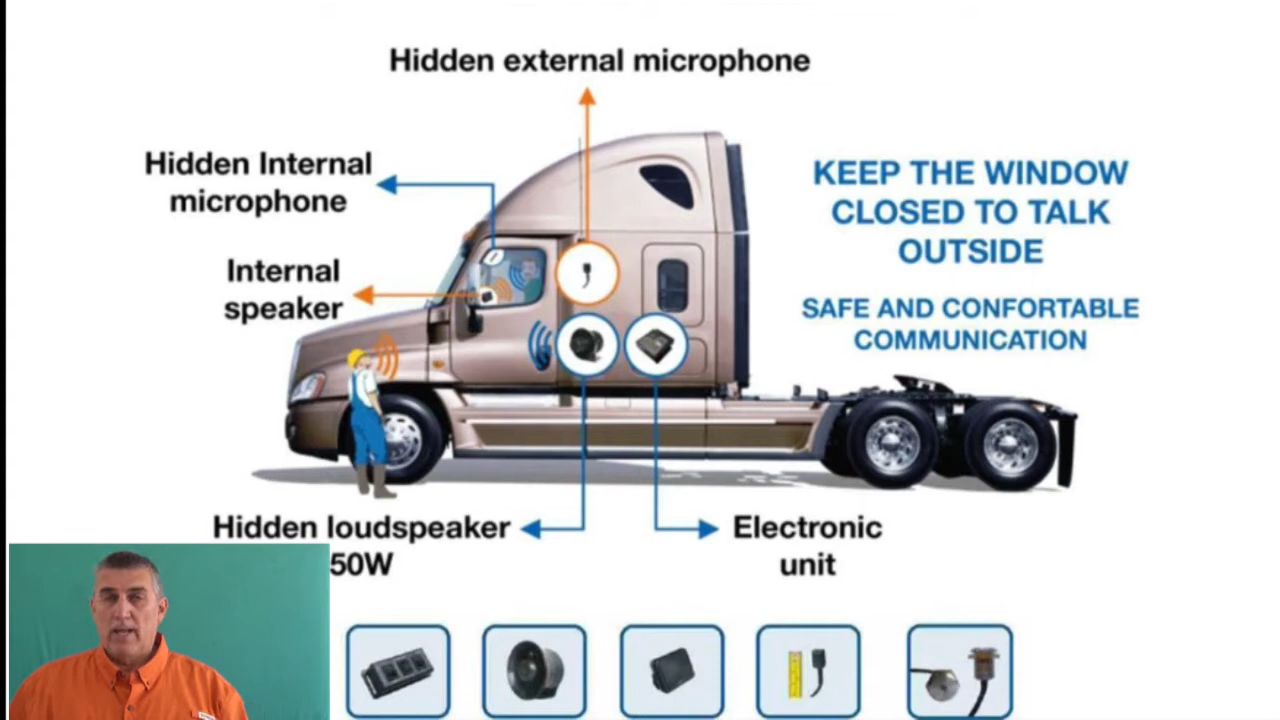 Hidden external microphone
Hidden Internal
microphone
Internal
speaker
KEEP THE WINDOW
CLOSED TO TALK
OUTSIDE
SAFE AND CONFORTABLE
COMMUNICATION
Hidden loudspeaker
50W
Electronic
unit